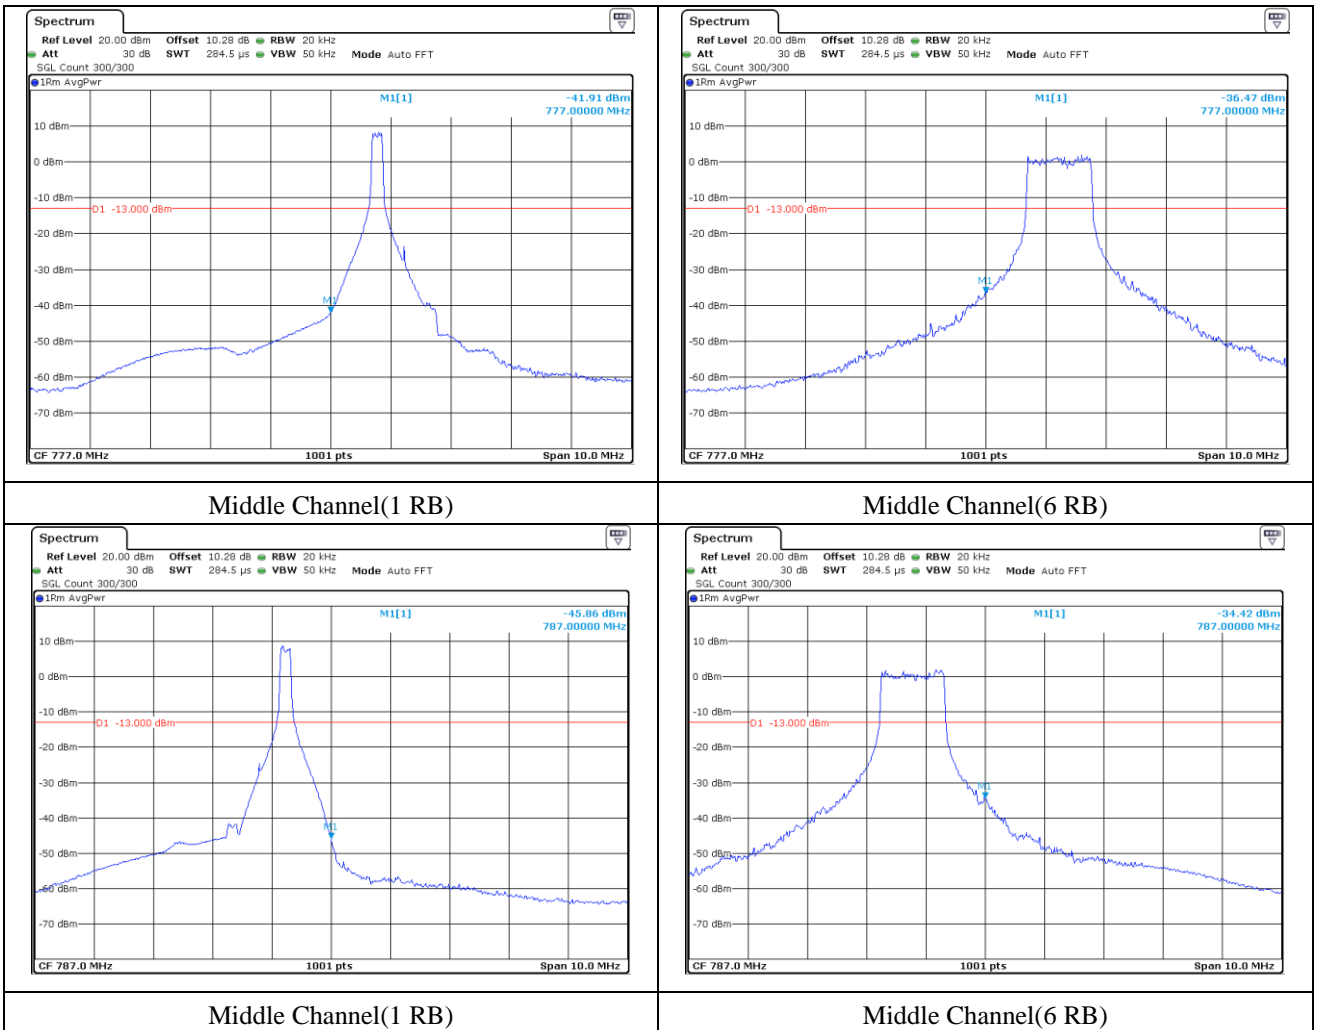 Spectrum
Ref Level 20.00 dBm Offset 10.28 dB RBW 20 kHz
Att 30 dB SWT 284.5 µs VBW 50 kHz Mode Auto FFT
SGL Count 300/300
1Rm AvgPwr
M1[1] -41.91 dBm
777.00000 MHz
10 dBm
0 dBm
-10 dBm
D1 -13.000 dBm
-20 dBm
-30 dBm
M1
-40 dBm
-50 dBm
-60 dBm
-70 dBm
CF 777.0 MHz 1001 pts Span 10.0 MHz
Middle Channel(1 RB)
Spectrum
Ref Level 20.00 dBm Offset 10.28 dB RBW 20 kHz
Att 30 dB SWT 284.5 µs VBW 50 kHz Mode Auto FFT
SGL Count 300/300
1Rm AvgPwr
M1[1] -36.47 dBm
777.00000 MHz
10 dBm
0 dBm
-10 dBm
D1 -13.000 dBm
-20 dBm
-30 dBm
M1
-40 dBm
-50 dBm
-60 dBm
-70 dBm
CF 777.0 MHz 1001 pts Span 10.0 MHz
Middle Channel(6 RB)
Spectrum
Ref Level 20.00 dBm Offset 10.28 dB RBW 20 kHz
Att 30 dB SWT 284.5 µs VBW 50 kHz Mode Auto FFT
SGL Count 300/300
1Rm AvgPwr
M1[1] -45.86 dBm
787.00000 MHz
10 dBm
0 dBm
-10 dBm
D1 -13.000 dBm
-20 dBm
-30 dBm
-40 dBm
M1
-50 dBm
-60 dBm
-70 dBm
CF 787.0 MHz 1001 pts Span 10.0 MHz
Middle Channel(1 RB)
Spectrum
Ref Level 20.00 dBm Offset 10.28 dB RBW 20 kHz
Att 30 dB SWT 284.5 µs VBW 50 kHz Mode Auto FFT
SGL Count 300/300
1Rm AvgPwr
M1[1] -34.42 dBm
787.00000 MHz
10 dBm
0 dBm
-10 dBm
D1 -13.000 dBm
-20 dBm
-30 dBm
M1
-40 dBm
-50 dBm
-60 dBm
-70 dBm
CF 787.0 MHz 1001 pts Span 10.0 MHz
Middle Channel(6 RB)